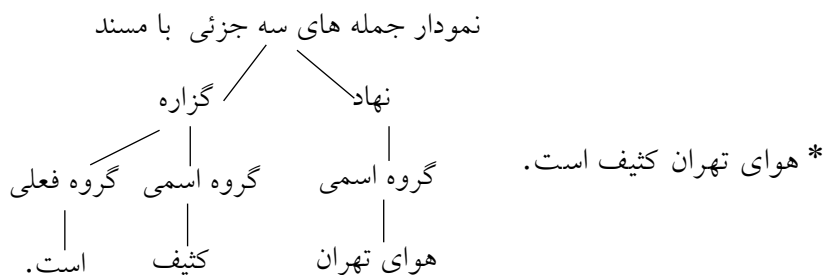 نمودار جمله های سه جزئی با مسند
نهاد گزاره
* هوای تهران کثیف است.
گروه اسمی گروه اسمی گروه فعلی
هوای تهران کثیف است.